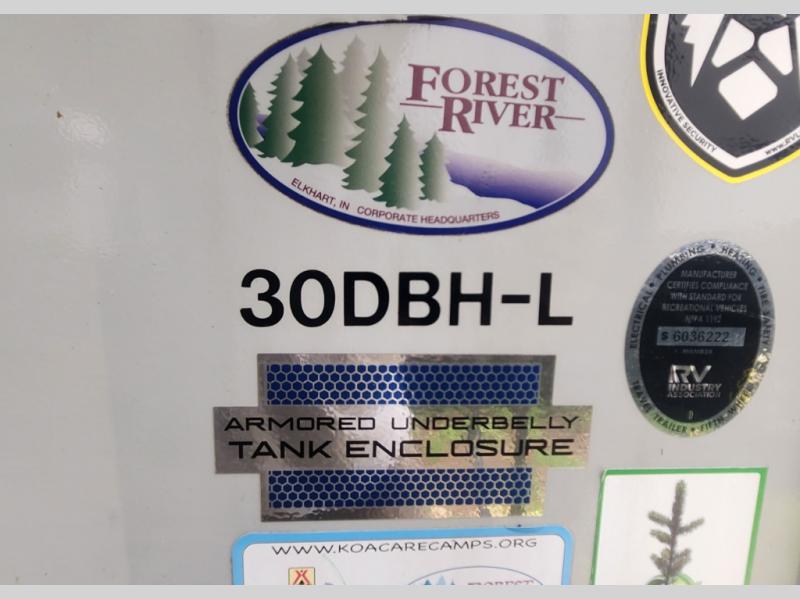 FOREST
RIVER
ELKHART, IN CORPORATE HEADQUARTERS
INNOVATIVE SECURITY
30DBH-L
ELECTRICAL • PLUMBING • HEATING • FIRE SAFETY
MANUFACTURER
CERTIFIES COMPLIANCE
WITH STANDARD FOR
RECREATIONAL VEHICLES
NFPA 1192
S 6036222
MEMBER
RV
INDUSTRY
ASSOCIATION
TRAVEL TRAILER • FIFTH WHEEL
ARMORED UNDERBELLY
TANK ENCLOSURE
WWW.KOACARECAMPS.ORG
FOREST